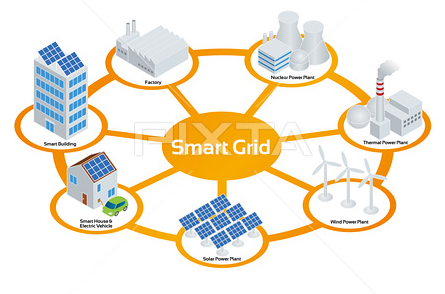 Factory
Nuclear Power Plant
Smart Building
Thermal Power Plant
PIXTA
Smart Grid
Smart House &
Electric Vehicle
Wind Power Plant
Solar Power Plant